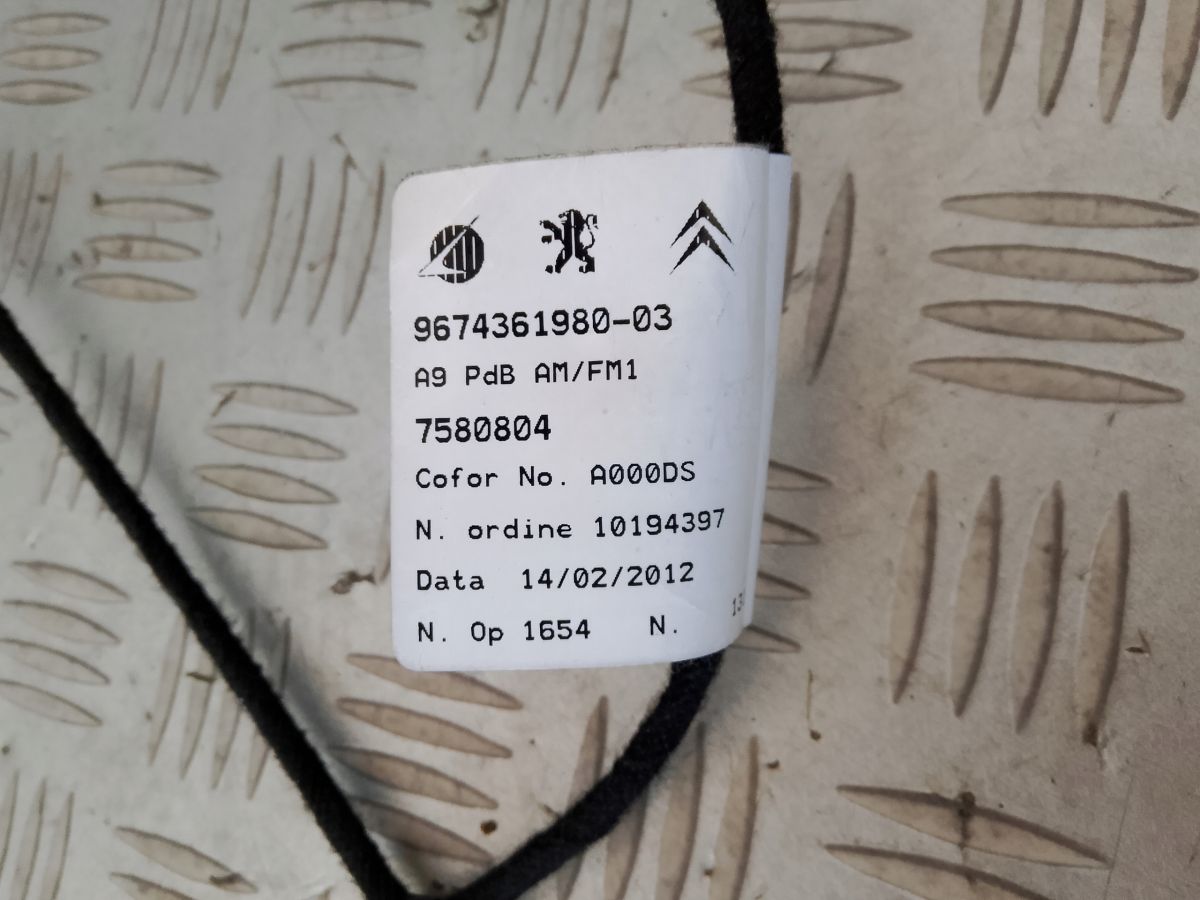 9674361980-03
A9 PdB AM/FM1
7580804
Cofor No. A000DS
N. ordine 10194397
Data 14/02/2012
N. Op 1654 N.